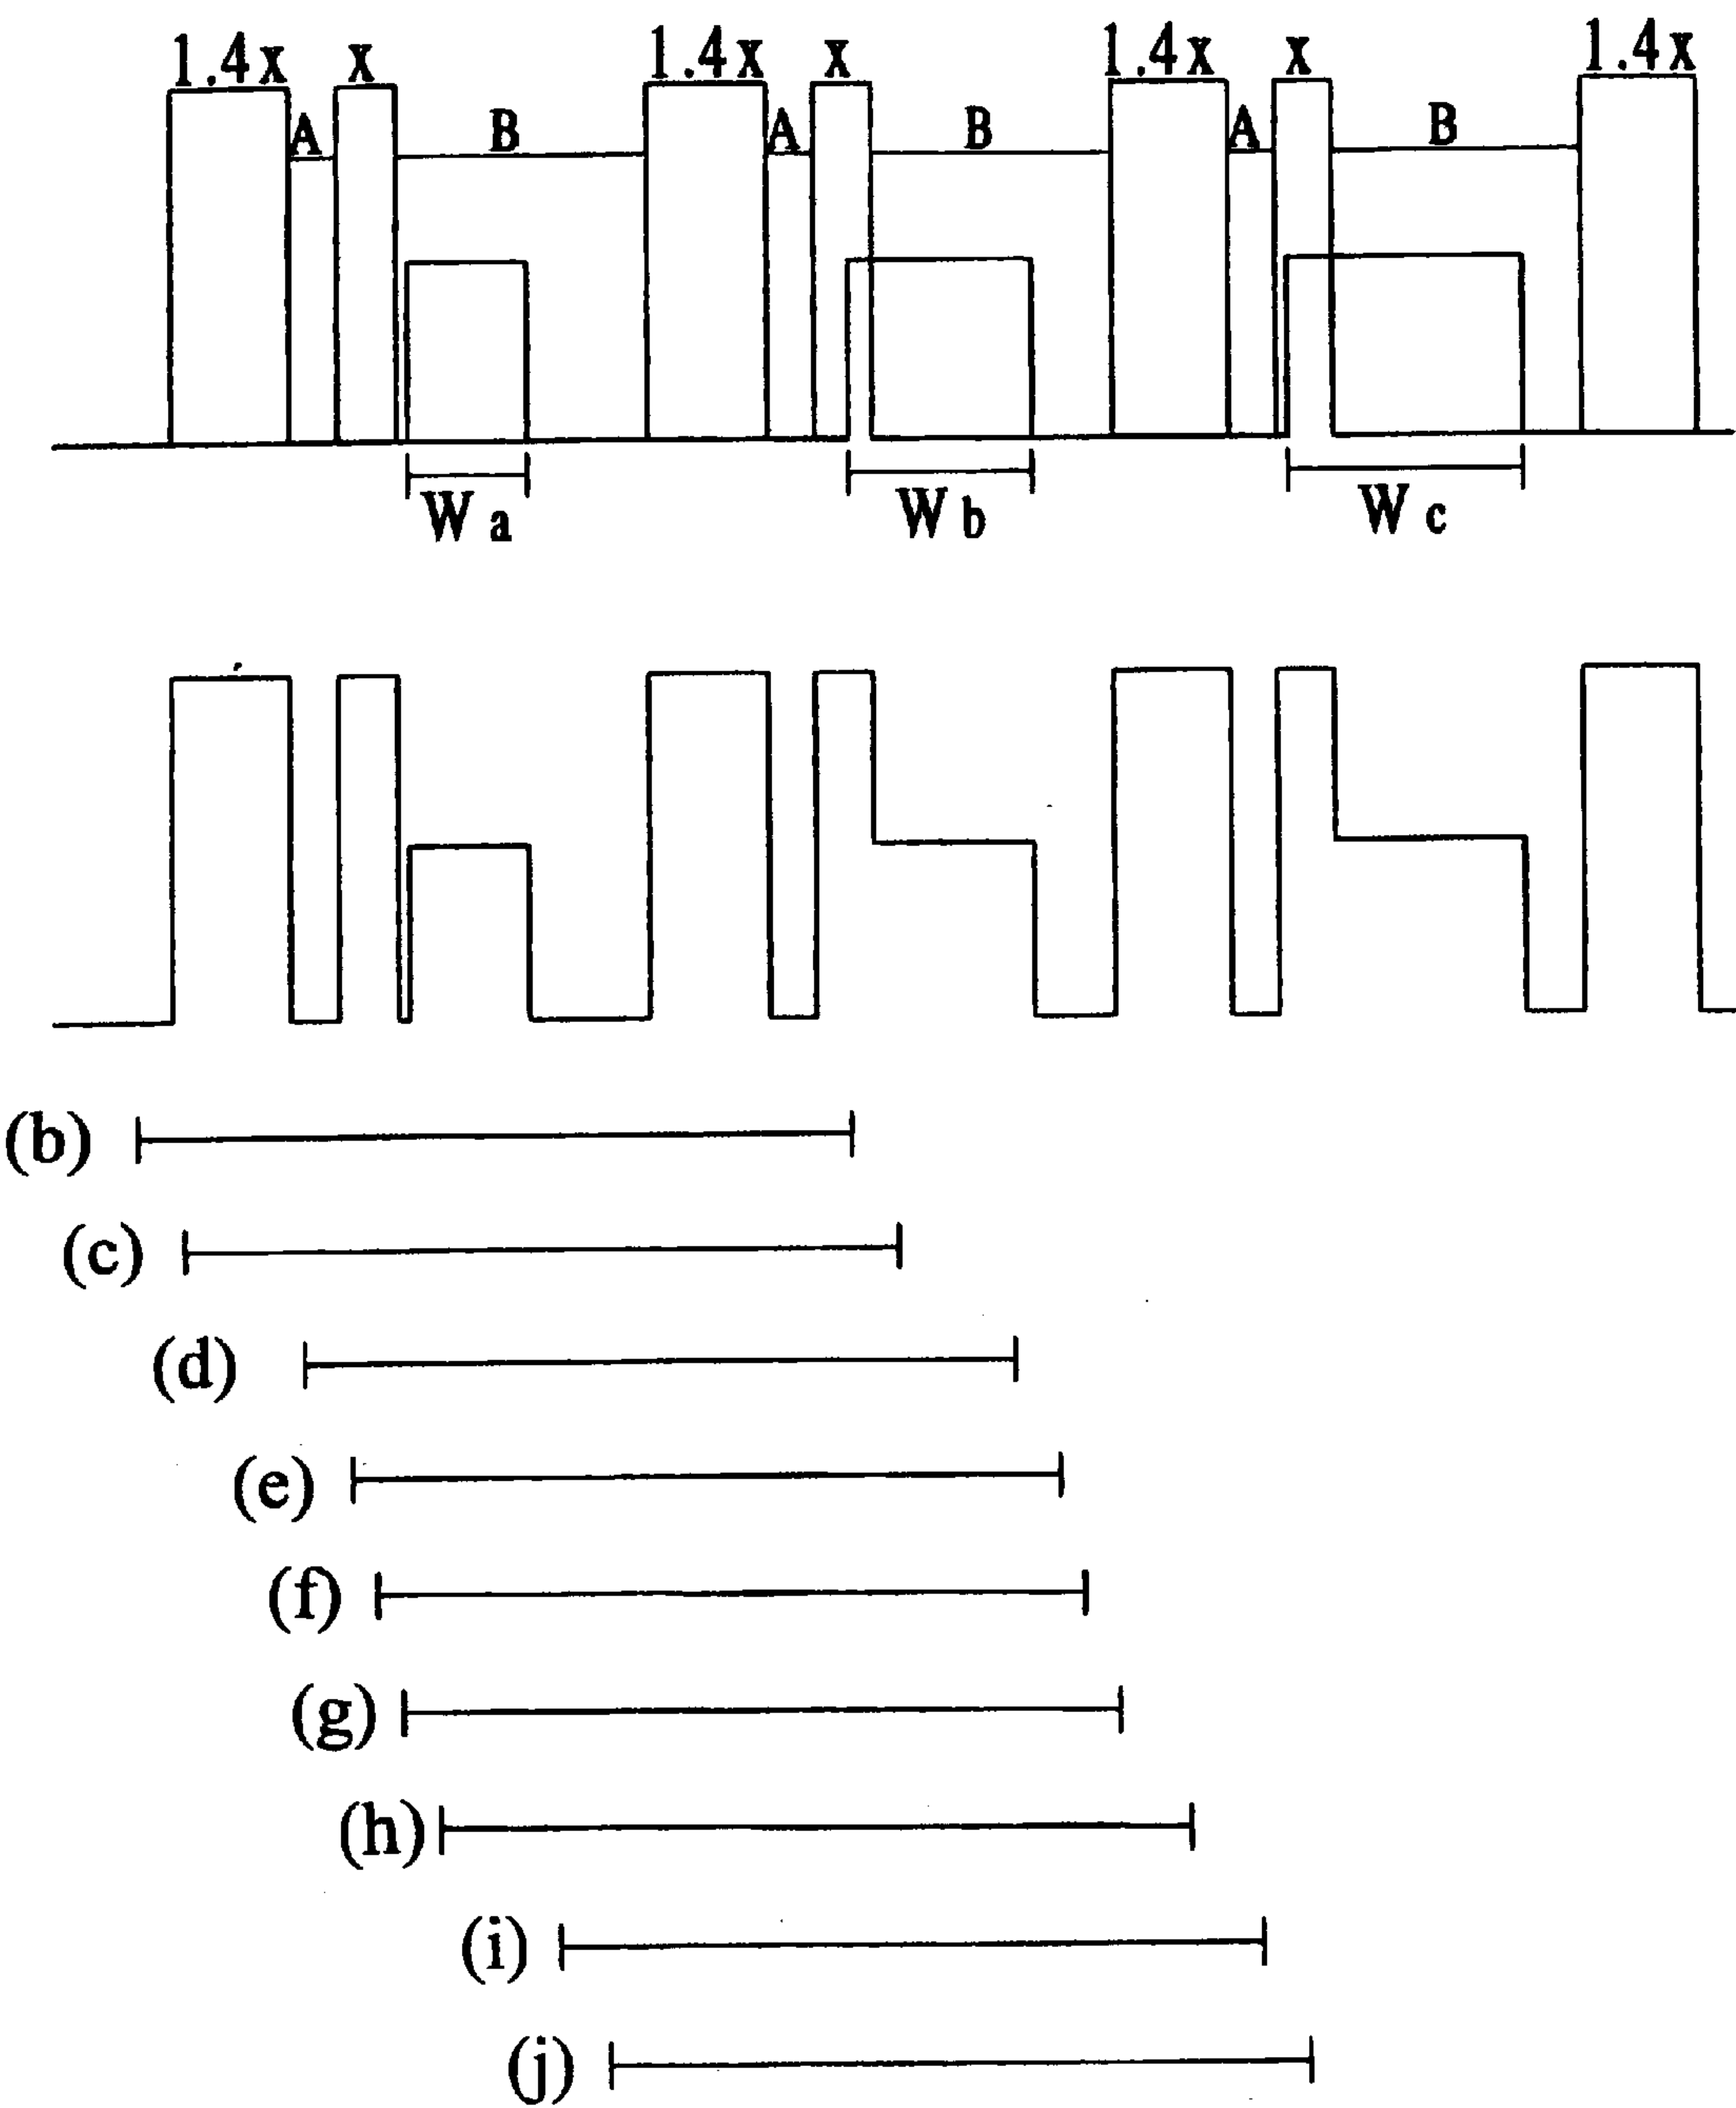 1.4x x 1.4x x 1.4x x 1.4x
A B A B A B
Wa Wb Wc
(b)
(c)
(d)
(e)
(f)
(g)
(h)
(i)
(j)